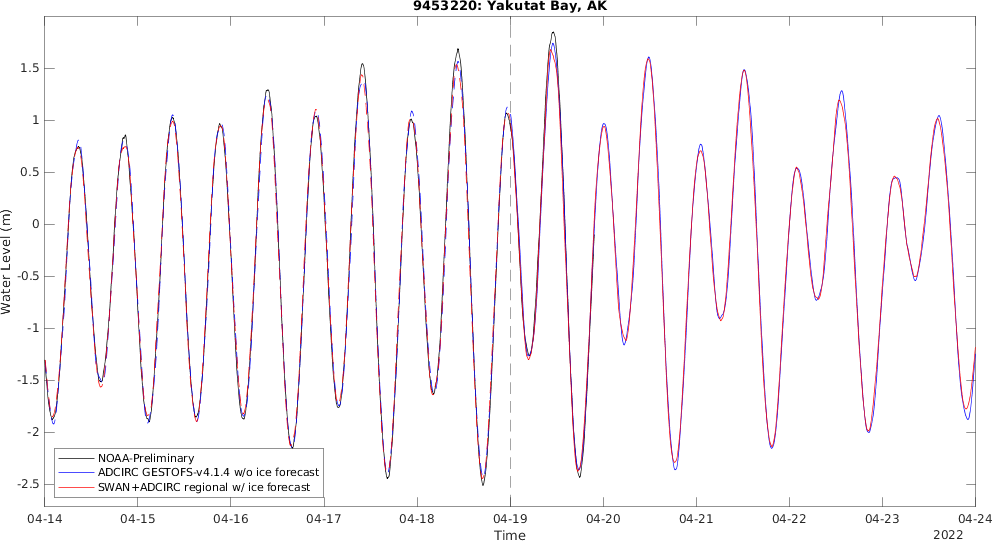 9453220: Yakutat Bay, AK
Water Level (m)
1.5
1
0.5
0
-0.5
-1
-1.5
-2
-2.5
NOAA-Preliminary
ADCIRC GESTOFS-v4.1.4 w/o ice forecast
SWAN+ADCIRC regional w/ ice forecast
04-14 04-15 04-16 04-17 04-18 04-19 04-20 04-21 04-22 04-23 04-24
Time
2022